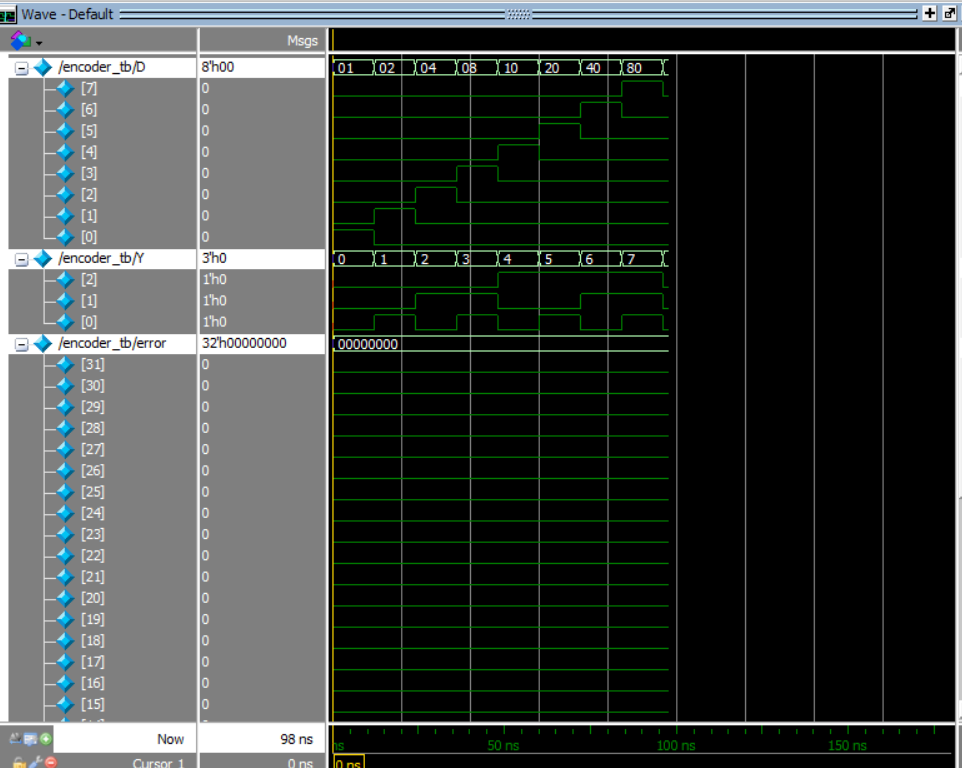 Wave - Default
Msgs
/encoder_tb/D 8'h00 01 02 04 08 10 20 40 80
[7] 0
[6] 0
[5] 0
[4] 0
[3] 0
[2] 0
[1] 0
[0] 0
/encoder_tb/Y 3'h0 0 1 2 3 4 5 6 7
[2] 1'h0
[1] 1'h0
[0] 1'h0
/encoder_tb/error 32'h00000000 00000000
[31] 0
[30] 0
[29] 0
[28] 0
[27] 0
[26] 0
[25] 0
[24] 0
[23] 0
[22] 0
[21] 0
[20] 0
[19] 0
[18] 0
[17] 0
[16] 0
[15] 0
Now 98 ns ns 50 ns 100 ns 150 ns
Cursor 1 0 ns 0 ns